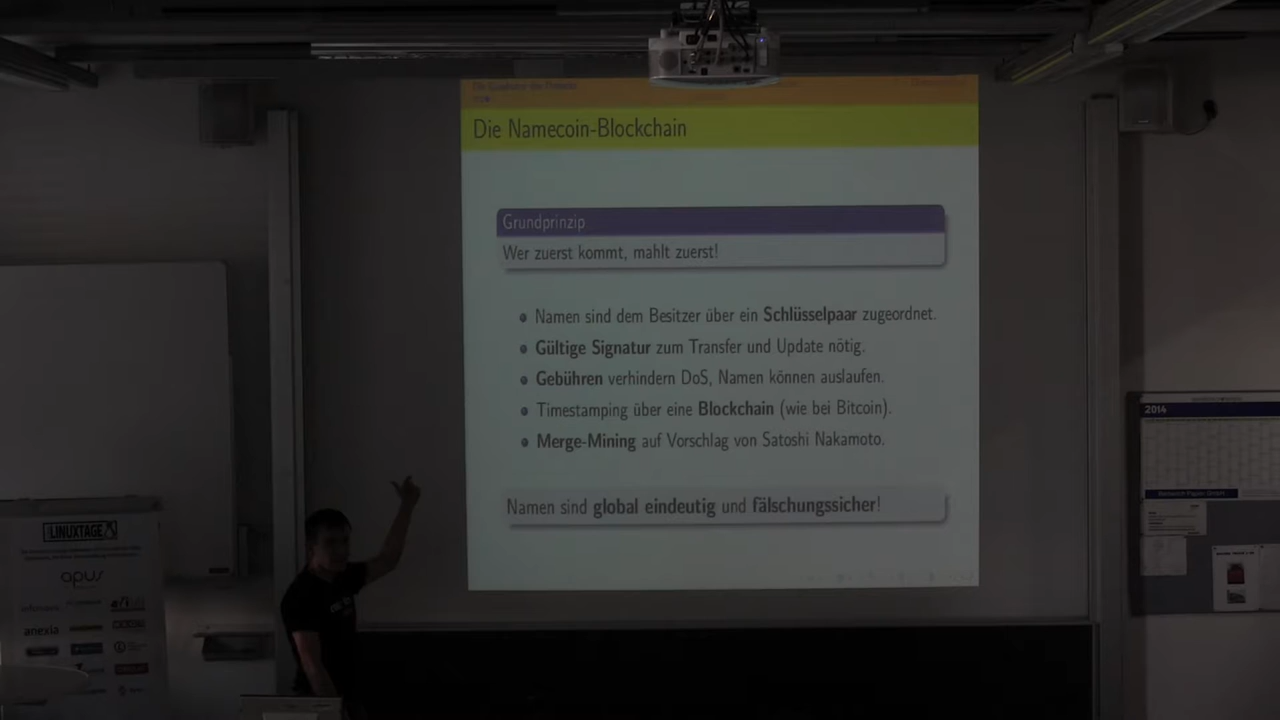 Die Namecoin-Blockchain
Grundprinzip
Wer zuerst kommt, mahlt zuerst!
Namen sind dem Besitzer über ein Schlüsselpaar zugeordnet.
Gültige Signatur zum Transfer und Update nötig.
Gebühren verhindern DoS, Namen können auslaufen.
Timestamping über eine Blockchain (wie bei Bitcoin).
Merge-Mining auf Vorschlag von Satoshi Nakamoto.
Namen sind global eindeutig und fälschungssicher!
LINUXTAGE
apus
anexia
2014